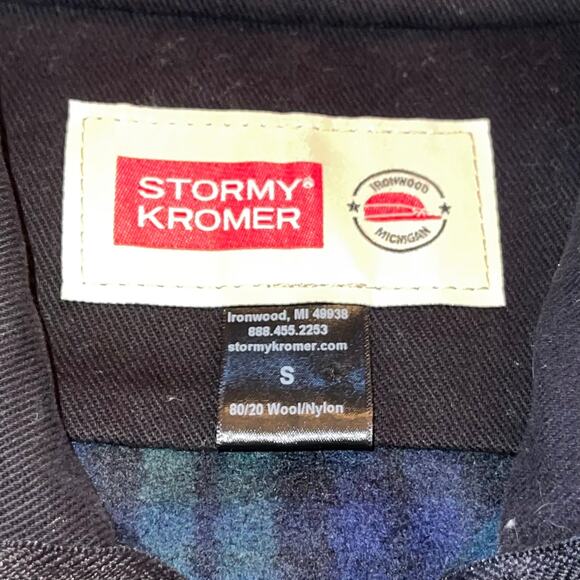 STORMY®
KROMER
IRONWOOD
MICHIGAN
Ironwood, MI 49938
888.455.2253
stormykromer.com
S
80/20 Wool/Nylon